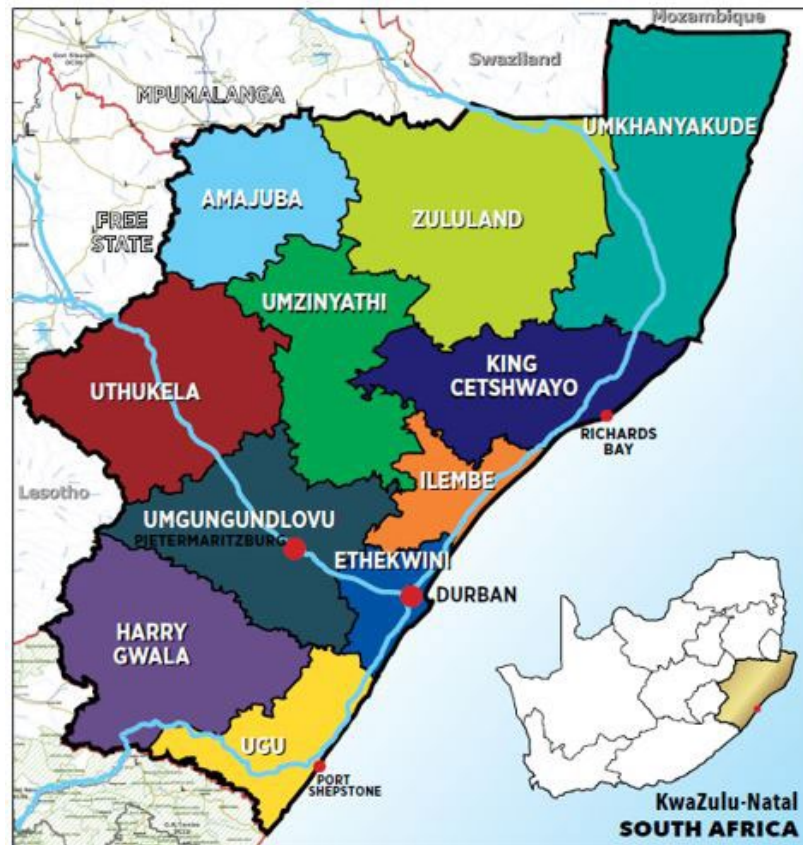 Mozambique
Swaziland
MPUMALANGA
UMKHANYAKUDE
AMAJUBA
ZULULAND
FREE
STATE
UMZINYATHI
KING
CETSHWAYO
UTHUKELA
RICHARDS
BAY
ILEMBE
Lesotho
UMGUNGUNDLOVU
PIETERMARITZBURG
ETHEKWINI
DURBAN
HARRY
GWALA
UGU
PORT
SHEPSTONE
KwaZulu-Natal
SOUTH AFRICA